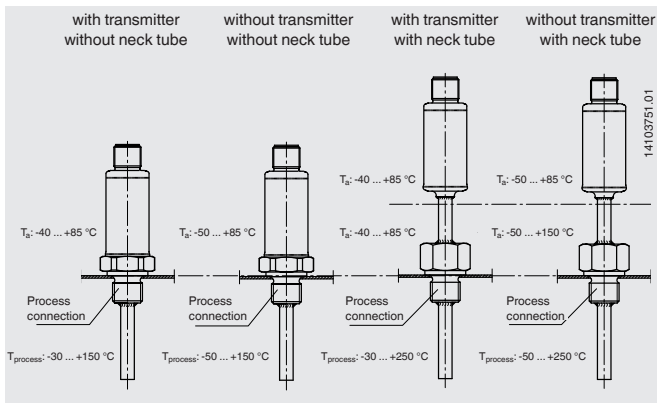 with transmitter
without neck tube
without transmitter
without neck tube
with transmitter
with neck tube
without transmitter
with neck tube
14103751.01
Ta: -40 ... +85 °C
Ta: -50 ... +85 °C
Ta: -40 ... +85 °C
Ta: -50 ... +85 °C
Ta: -40 ... +85 °C
Ta: -50 ... +150 °C
Process
connection
Process
connection
Process
connection
Process
connection
Tprocess: -30 ... +150 °C
Tprocess: -50 ... +150 °C
Tprocess: -30 ... +250 °C
Tprocess: -50 ... +250 °C